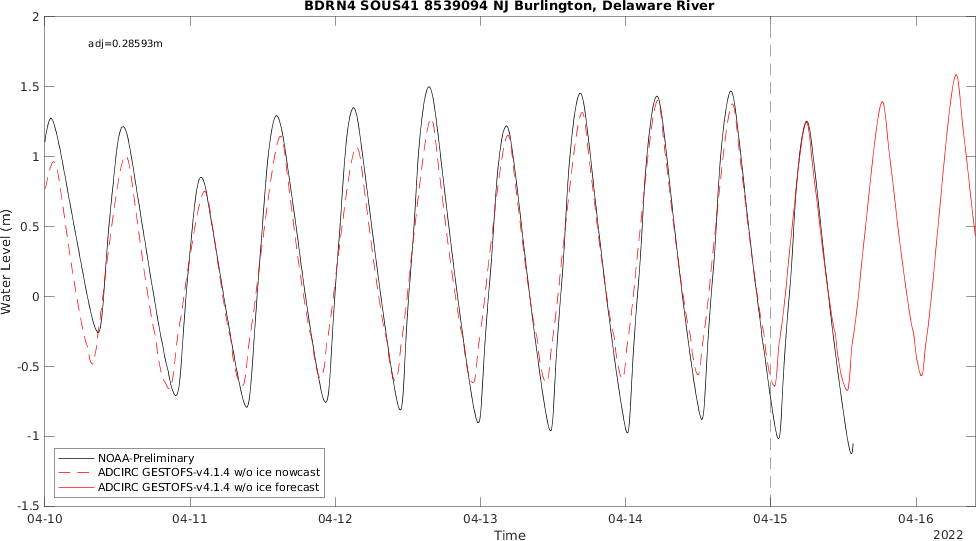 BDRN4 SOUS41 8539094 NJ Burlington, Delaware River
2
adj=0.28593m
1.5
1
0.5
0
-0.5
-1
-1.5
Water Level (m)
NOAA-Preliminary
ADCIRC GESTOFS-v4.1.4 w/o ice nowcast
ADCIRC GESTOFS-v4.1.4 w/o ice forecast
04-10 04-11 04-12 04-13 04-14 04-15 04-16
Time
2022